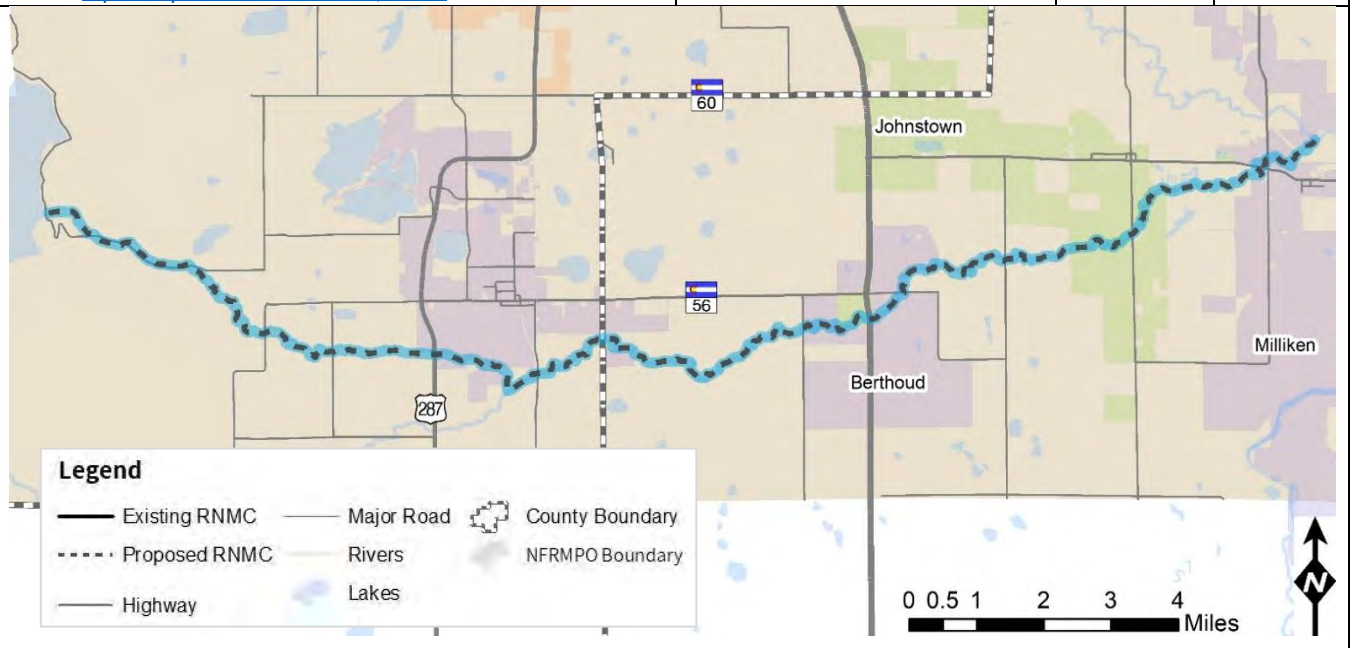 60
Johnstown
56
Milliken
Berthoud
287
Legend
Existing RNMC
Major Road
County Boundary
Proposed RNMC
Rivers
NFRMPO Boundary
Highway
Lakes
0 0.5 1 2 3 4
Miles
N